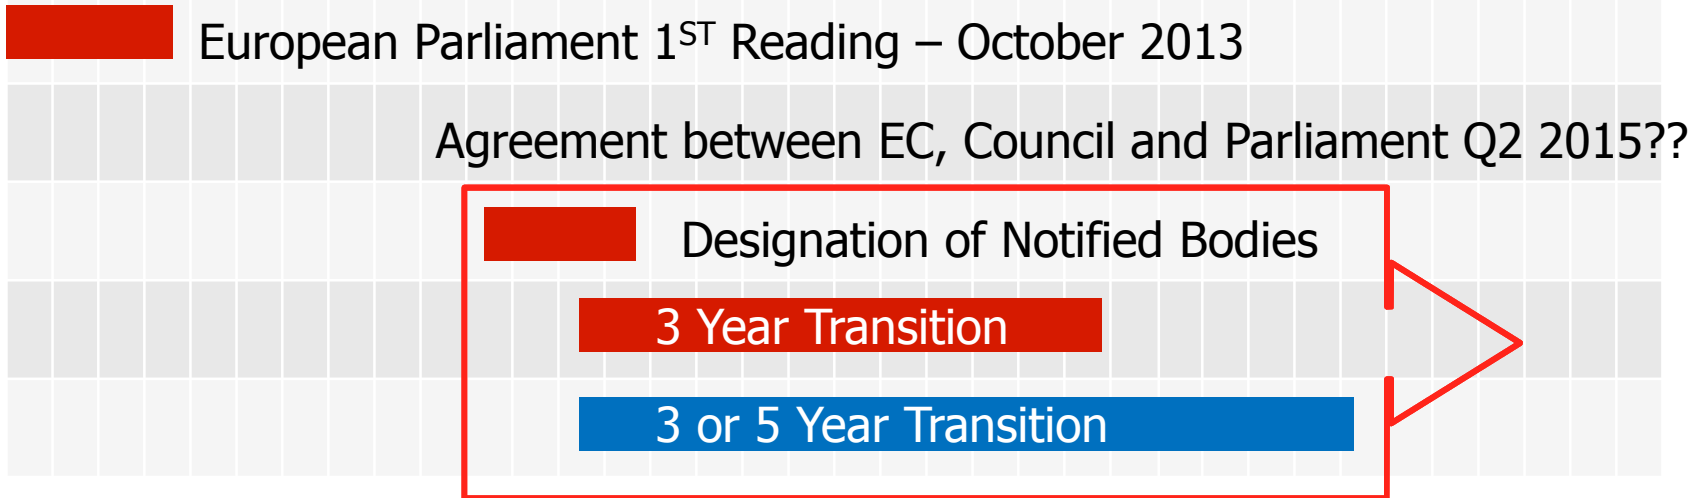 European Parliament 1ST Reading – October 2013
Agreement between EC, Council and Parliament Q2 2015??
Designation of Notified Bodies
3 Year Transition
3 or 5 Year Transition